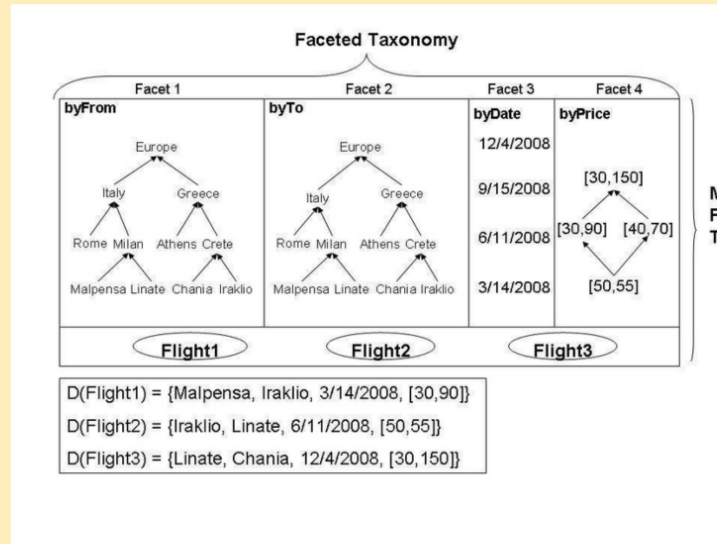 Faceted Taxonomy
Facet 1 Facet 2 Facet 3 Facet 4
byFrom byTo byDate byPrice
Europe Europe 12/4/2008
Italy Greece Italy Greece 9/15/2008 [30,150]
Rome Milan Athens Crete Rome Milan Athens Crete 6/11/2008 [30,90] [40,70]
Malpensa Linate Chania Iraklio Malpensa Linate Chania Iraklio 3/14/2008 [50,55]
M
F
T
Flight1 Flight2 Flight3
D(Flight1) = {Malpensa, Iraklio, 3/14/2008, [30,90]}
D(Flight2) = {Iraklio, Linate, 6/11/2008, [50,55]}
D(Flight3) = {Linate, Chania, 12/4/2008, [30,150]}